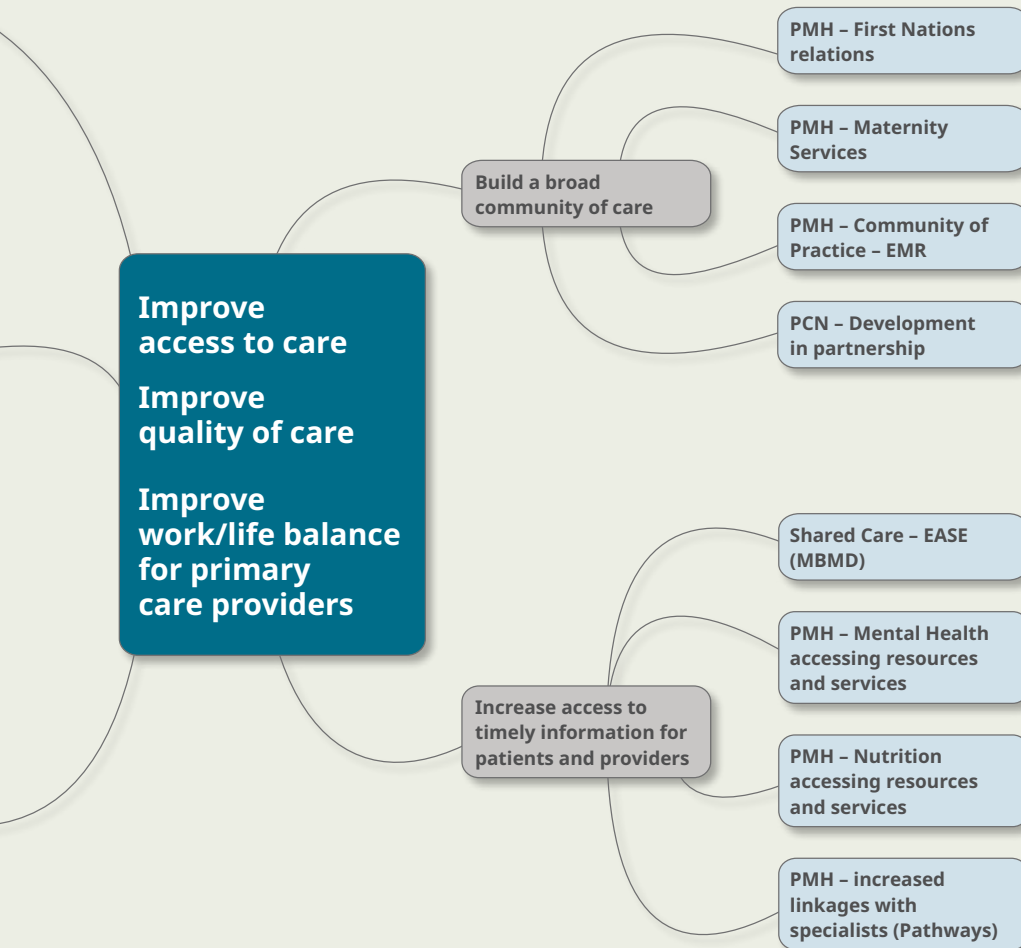 Improve
access to care
Improve
quality of care
Improve
work/life balance
for primary
care providers
Build a broad
community of care
PMH – First Nations
relations
PMH – Maternity
Services
PMH – Community of
Practice – EMR
PCN – Development
in partnership
Increase access to
timely information for
patients and providers
Shared Care – EASE
(MBMD)
PMH – Mental Health
accessing resources
and services
PMH – Nutrition
accessing resources
and services
PMH – increased
linkages with
specialists (Pathways)